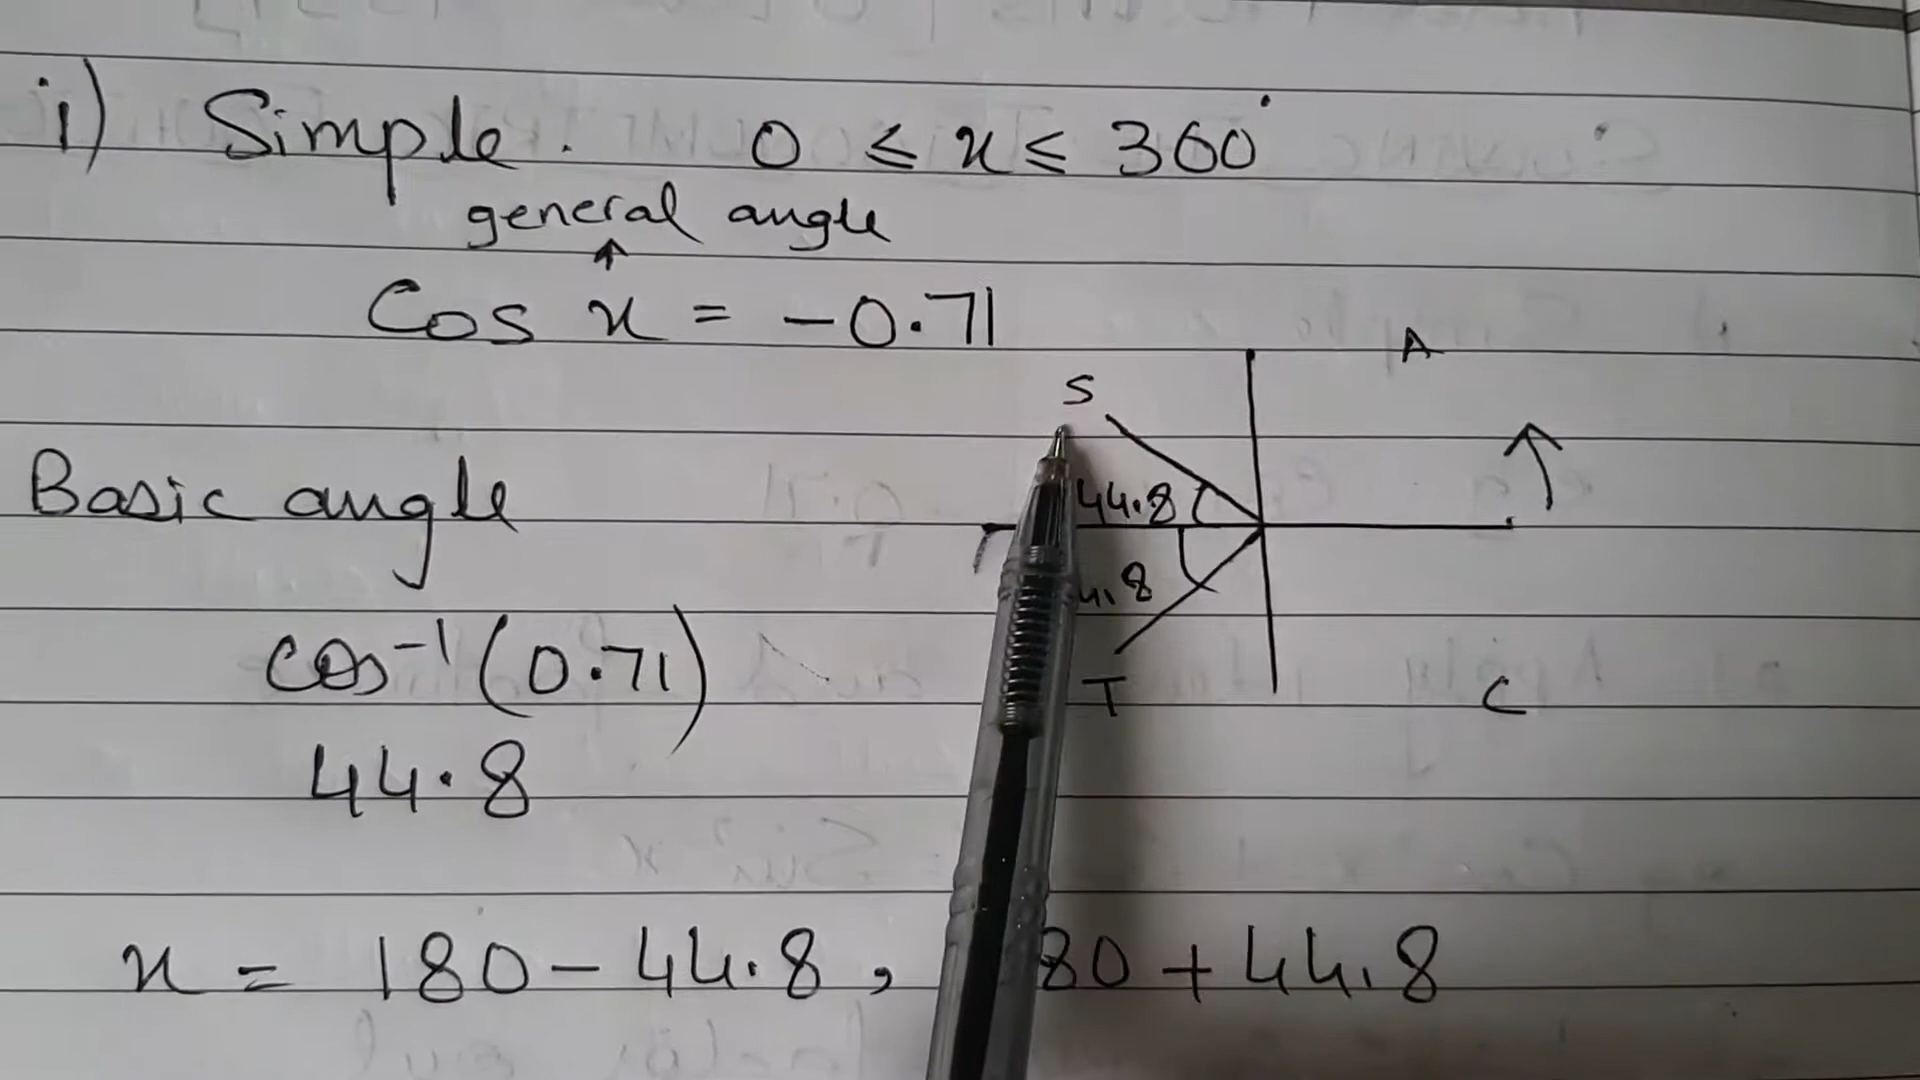 i) Simple. 0 ≤ x ≤ 360°
general angle
↑
Cos x = -0.71
A
S
Basic angle
44.8
4.8
cos⁻¹(0.71)
T
C
44.8
x = 180 - 44.8, 80 + 44.8